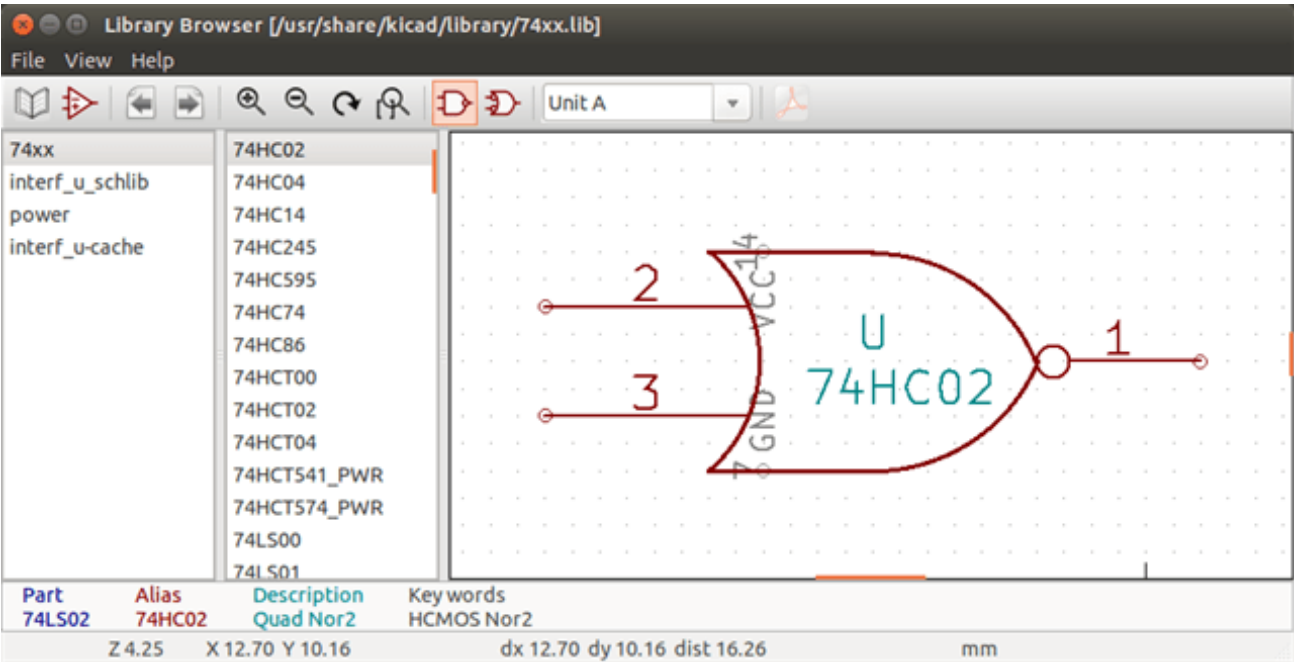 Library Browser [/usr/share/kicad/library/74xx.lib]
File View Help
Unit A
74xx
interf_u_schlib
power
interf_u-cache
74HC02
74HC04
74HC14
74HC245
74HC595
74HC74
74HC86
74HCT00
74HCT02
74HCT04
74HCT541_PWR
74HCT574_PWR
74LS00
74LS01
14
VCC
2
3
GND
7
U
74HC02
1
Part Alias Description Key words
74LS02 74HC02 Quad Nor2 HCMOS Nor2
Z 4.25 X 12.70 Y 10.16 dx 12.70 dy 10.16 dist 16.26 mm